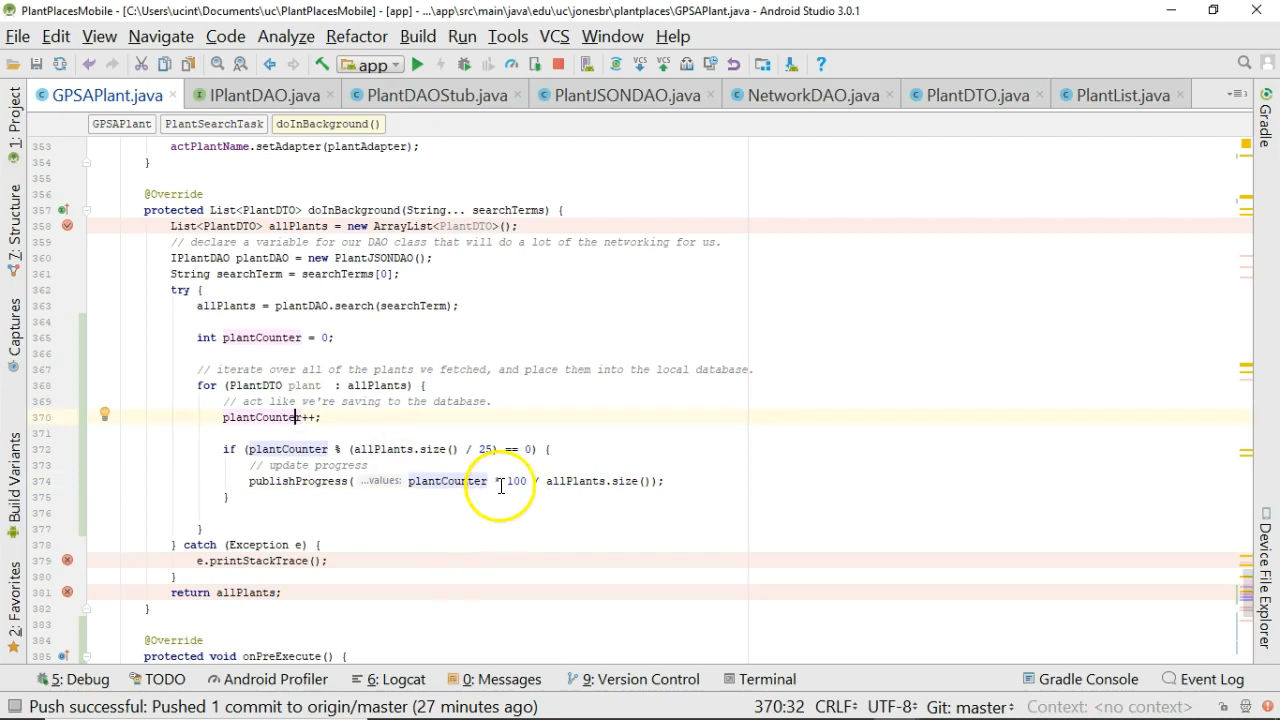 PlantPlacesMobile - [C:\Users\ucint\Documents\uc\PlantPlacesMobile] - [app] - ...\app\src\main\java\edu\uc\jonesbr\plantplaces\GPSAPlant.java - Android Studio 3.0.1
File Edit View Navigate Code Analyze Refactor Build Run Tools VCS Window Help
app
GPSAPlant.java IPlantDAO.java PlantDAOStub.java PlantJSONDAO.java NetworkDAO.java PlantDTO.java PlantList.java
GPSAPlant PlantSearchTask doInBackground()
353 actPlantName.setAdapter(plantAdapter);
354 }
355
356 @Override
357 protected List<PlantDTO> doInBackground(String... searchTerms) {
358 List<PlantDTO> allPlants = new ArrayList<PlantDTO>();
359 // declare a variable for our DAO class that will do a lot of the networking for us.
360 IPlantDAO plantDAO = new PlantJSONDAO();
361 String searchTerm = searchTerms[0];
362 try {
363 allPlants = plantDAO.search(searchTerm);
364
365 int plantCounter = 0;
366
367 // iterate over all of the plants we fetched, and place them into the local database.
368 for (PlantDTO plant : allPlants) {
369 // act like we're saving to the database.
370 plantCounter++;
371
372 if (plantCounter % (allPlants.size() / 25) == 0) {
373 // update progress
374 publishProgress( ...values: plantCounter * 100 / allPlants.size());
375 }
376
377 }
378 } catch (Exception e) {
379 e.printStackTrace();
380 }
381 return allPlants;
382 }
383
384 @Override
385 protected void onPreExecute() {
1: Project
7: Structure
Captures
Build Variants
2: Favorites
Gradle
Device File Explorer
5: Debug TODO Android Profiler 6: Logcat 0: Messages 9: Version Control Terminal Gradle Console Event Log
Push successful: Pushed 1 commit to origin/master (27 minutes ago) 370:32 CRLF UTF-8 Git: master Context: <no context>